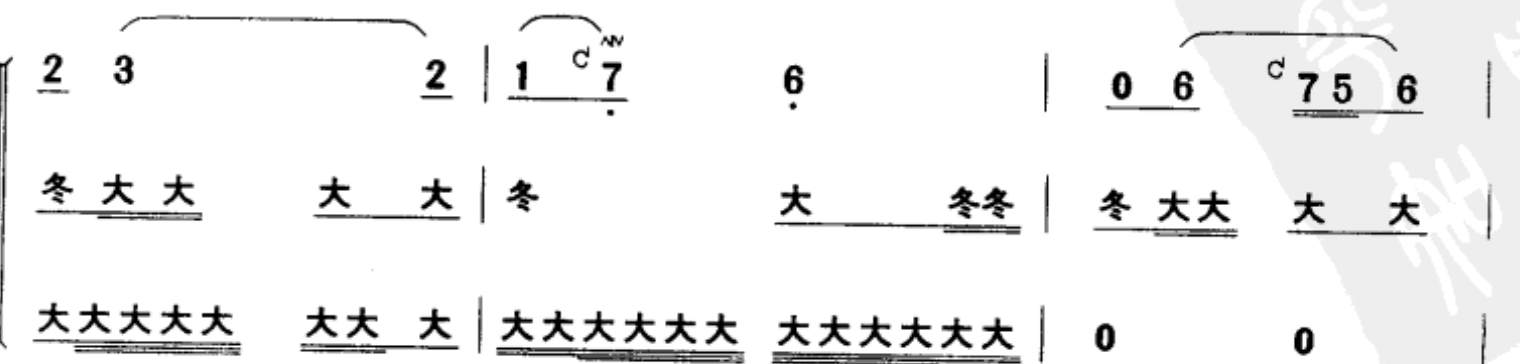 2 3 2 | 1 7 6 | 0 6 7 5 6 |
冬 大 大 大 大 | 冬 大 冬冬 | 冬 大大 大 大 |
大大大大大 大大 大 | 大大大大大大 大大大大大大 | 0 0 |